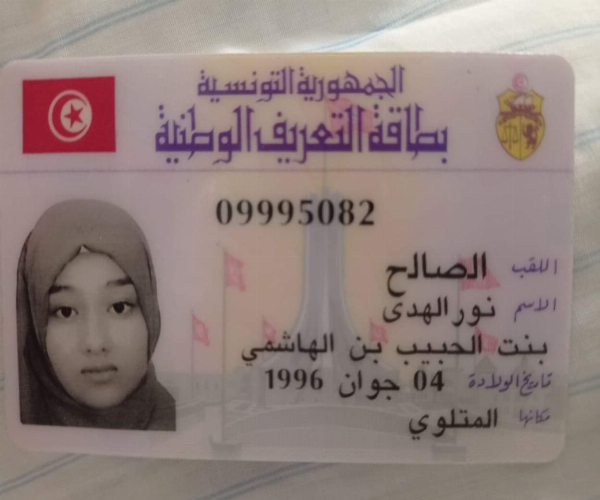 الجمهورية التونسية
بطاقة التعريف الوطنية
09995082
اللقب الصالح
الاسم نور الهدى
بنت الحبيب بن الهاشمي
تاريخ الولادة 04 جوان 1996
مكانها المتلوي